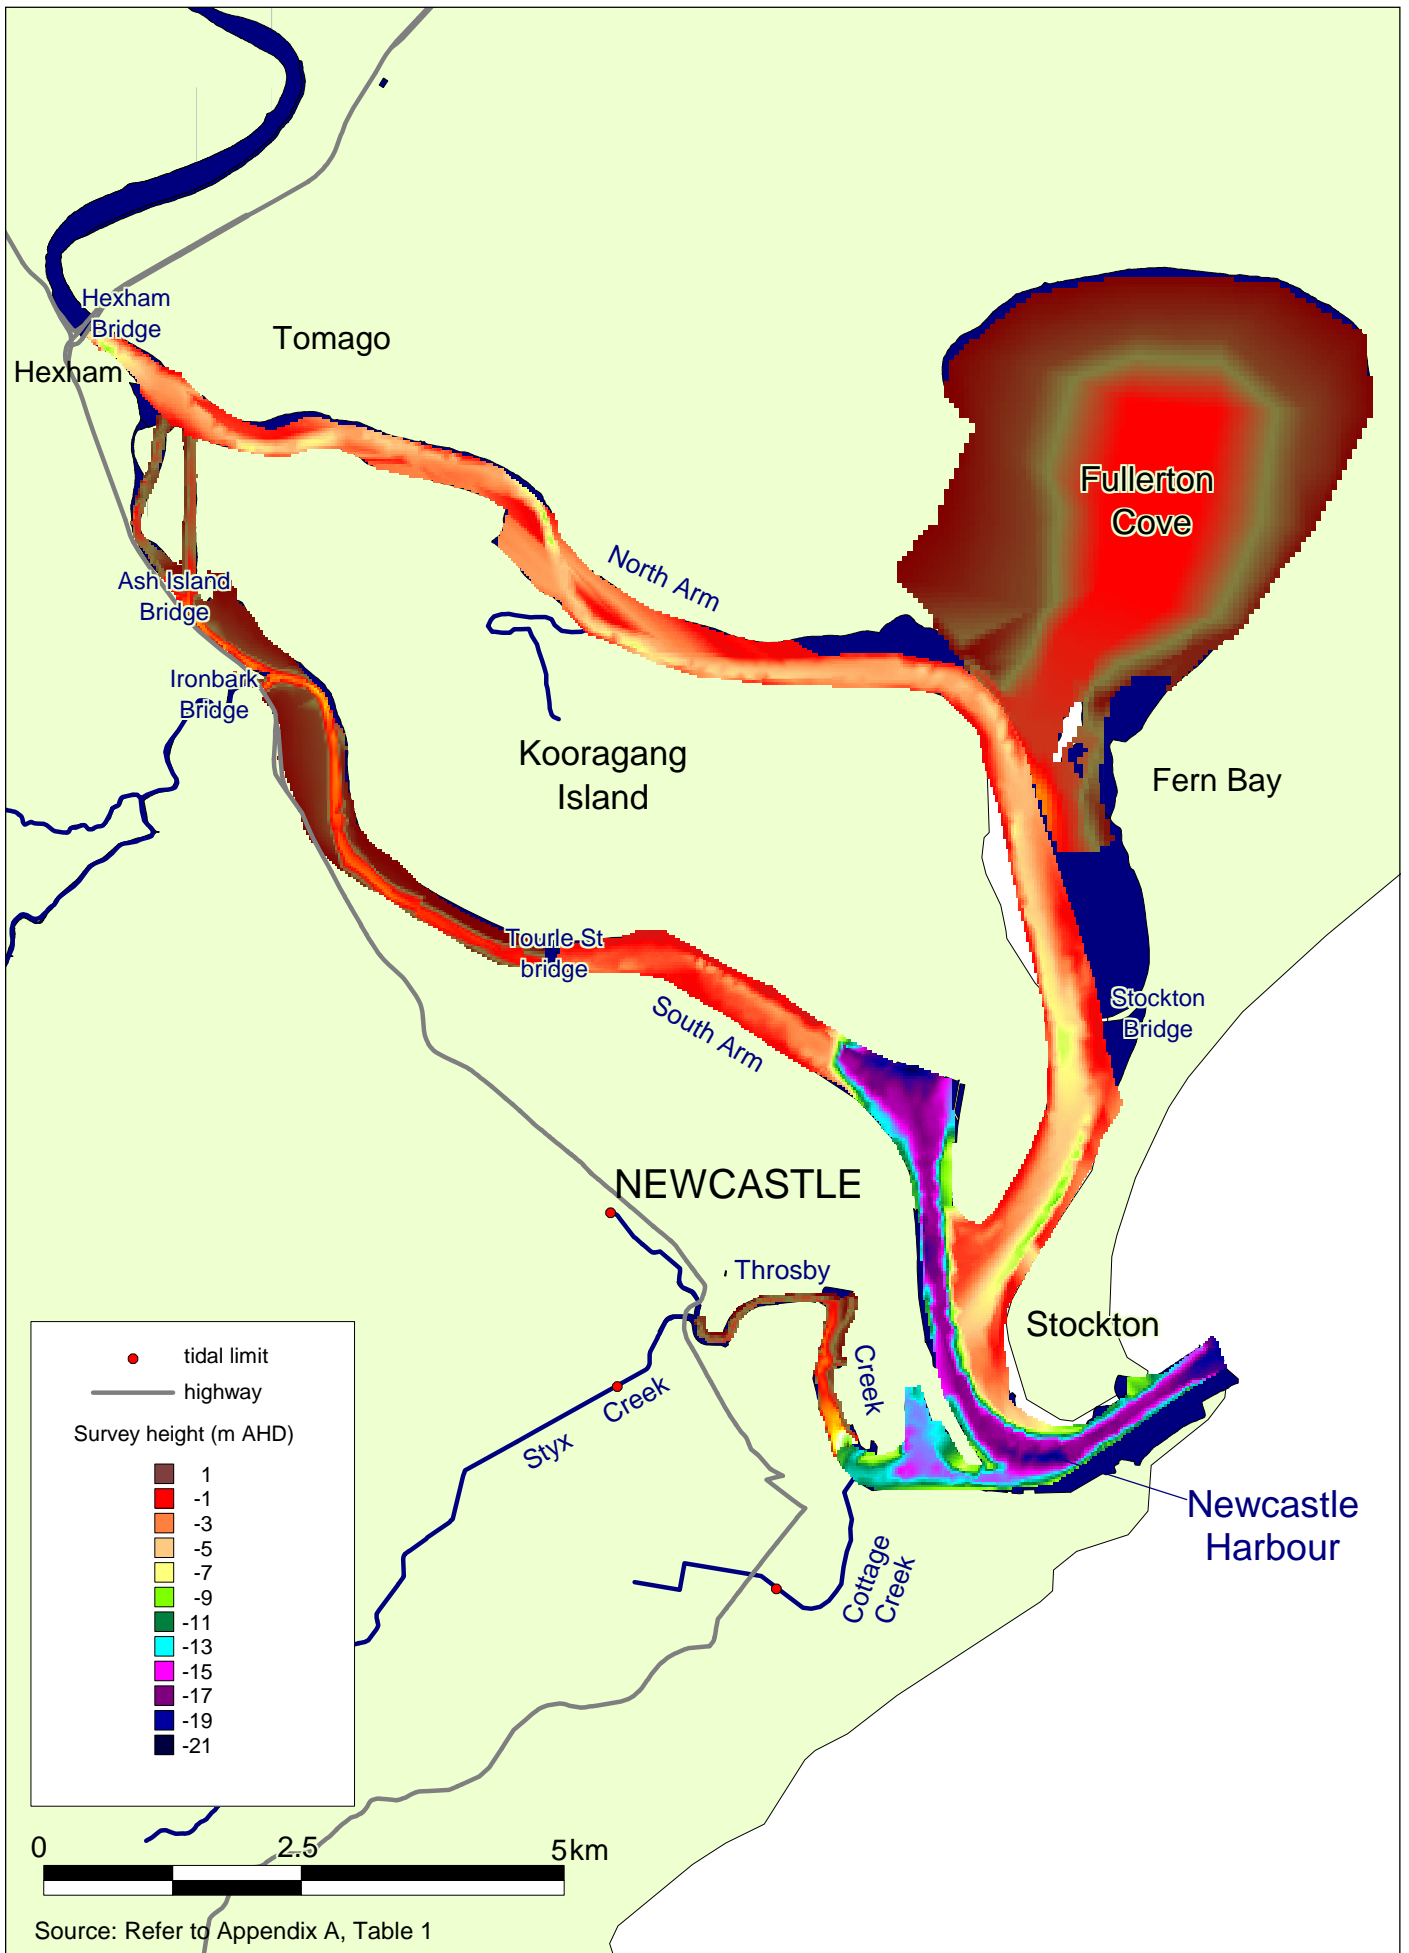 Hexham
Bridge
Tomago
Hexham
Fullerton
Cove
North Arm
Ash Island
Bridge
Ironbark
Bridge
Kooragang
Island
Fern Bay
Tourle St
bridge
South Arm
Stockton
Bridge
NEWCASTLE
Throsby
Creek
Stockton
Styx
Creek
Newcastle
Harbour
Cottage
Creek
tidal limit
highway
Survey height (m AHD)
1
-1
-3
-5
-7
-9
-11
-13
-15
-17
-19
-21
0 2.5 5km
Source: Refer to Appendix A, Table 1